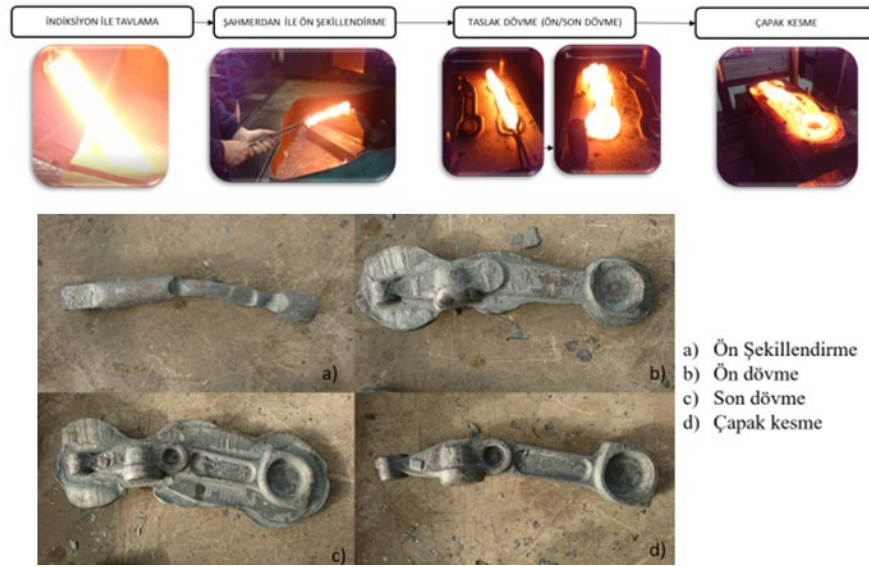 İNDİKSİYON İLE TAVLAMA
ŞAHMERDAN İLE ÖN ŞEKİLLENDİRME
TASLAK DÖVME (ÖN/SON DÖVME)
ÇAPAK KESME
a)
b)
c)
d)
a) Ön Şekillendirme
b) Ön dövme
c) Son dövme
d) Çapak kesme